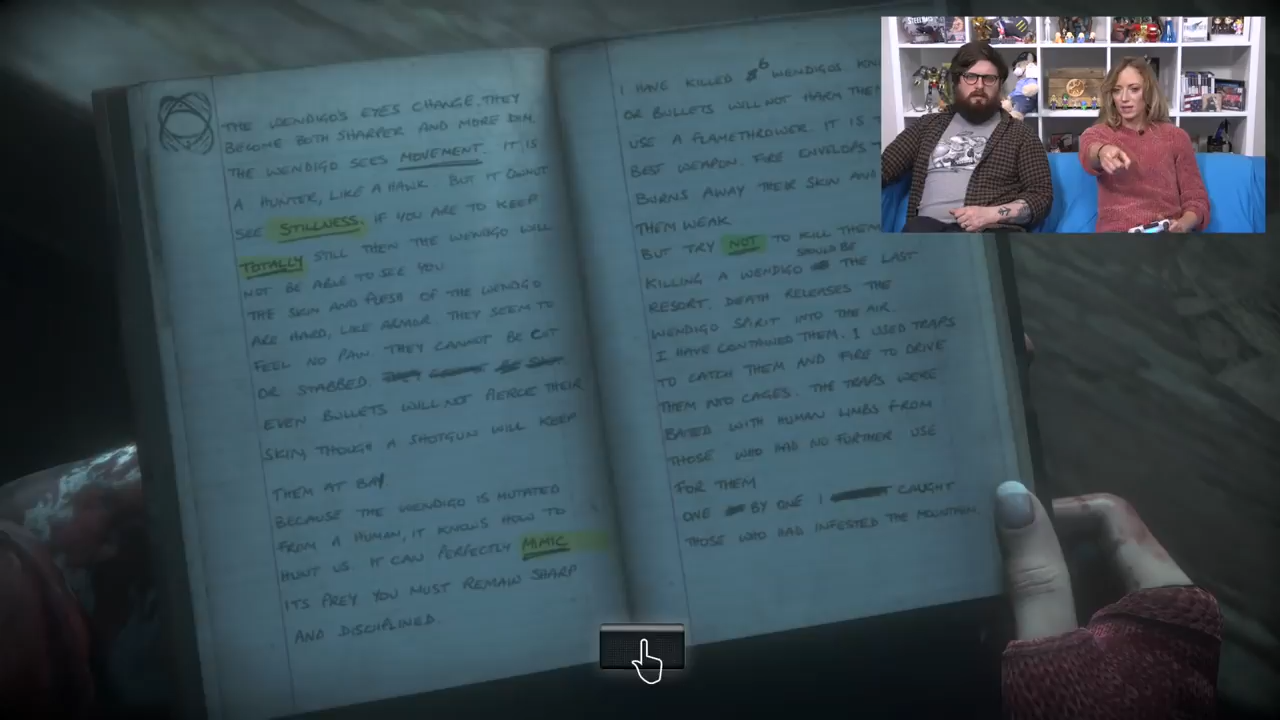 THE WENDIGO'S EYES CHANGE. THEY
BECOME BOTH SHARPER AND MORE DIM.
THE WENDIGO SEES MOVEMENT. IT IS
A HUNTER, LIKE A HAWK. BUT IT CANNOT
SEE STILLNESS. IF YOU ARE TO KEEP
TOTALLY STILL THEN THE WENDIGO WILL
NOT BE ABLE TO SEE YOU
THE SKIN AND FLESH OF THE WENDIGO
ARE HARD, LIKE ARMOR. THEY SEEM TO
FEEL NO PAIN. THEY CANNOT BE CUT
OR STABBED.
EVEN BULLETS WILL NOT PIERCE THEIR
SKIN, THOUGH A SHOTGUN WILL KEEP
THEM AT BAY
BECAUSE THE WENDIGO IS MUTATED
FROM A HUMAN, IT KNOWS HOW TO
HUNT US. IT CAN PERFECTLY MIMIC
ITS PREY. YOU MUST REMAIN SHARP
AND DISCIPLINED.
I HAVE KILLED 6 WENDIGOS. KNI
OR BULLETS WILL NOT HARM THEM
USE A FLAMETHROWER. IT IS T
BEST WEAPON. FIRE ENVELOPS T
BURNS AWAY THEIR SKIN AND
THEM WEAK
BUT TRY NOT TO KILL THEM
SHOULD BE
KILLING A WENDIGO THE LAST
RESORT. DEATH RELEASES THE
WENDIGO SPIRIT INTO THE AIR.
I HAVE CONTAINED THEM. I USED TRAPS
TO CATCH THEM AND FIRE TO DRIVE
THEM INTO CAGES. THE TRAPS WERE
BAITED WITH HUMAN LIMBS FROM
THOSE WHO HAD NO FURTHER USE
FOR THEM
ONE BY ONE I CAUGHT
THOSE WHO HAD INFESTED THE MOUNTAIN.